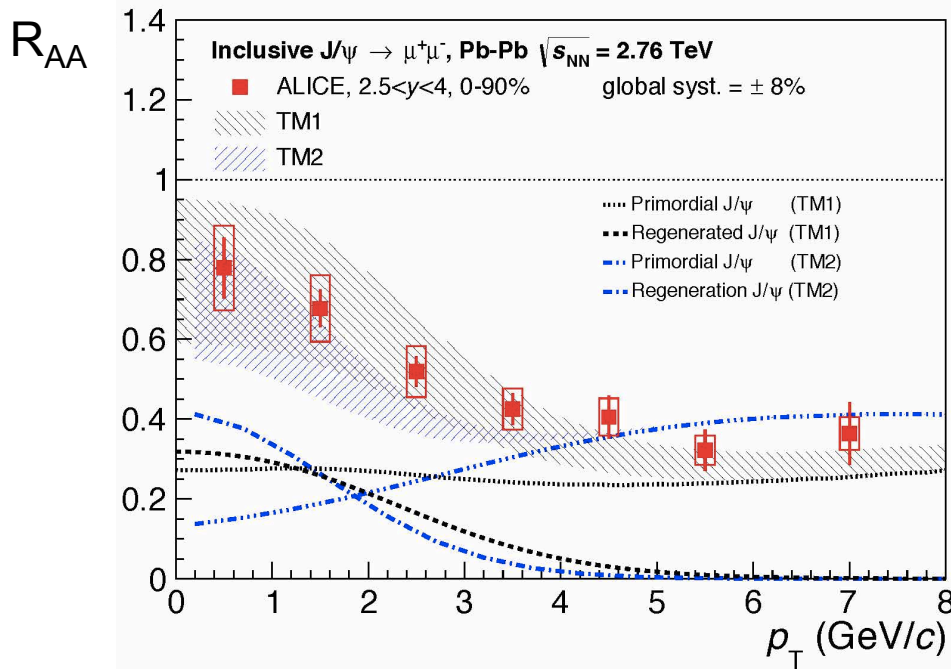 R_AA
Inclusive J/ψ → μ⁺μ⁻, Pb-Pb √s_NN = 2.76 TeV
ALICE, 2.5<y<4, 0-90% global syst. = ± 8%
TM1
TM2
Primordial J/ψ (TM1)
Regenerated J/ψ (TM1)
Primordial J/ψ (TM2)
Regeneration J/ψ (TM2)
1.4
1.2
1
0.8
0.6
0.4
0.2
0
0 1 2 3 4 5 6 7 8
p_T (GeV/c)